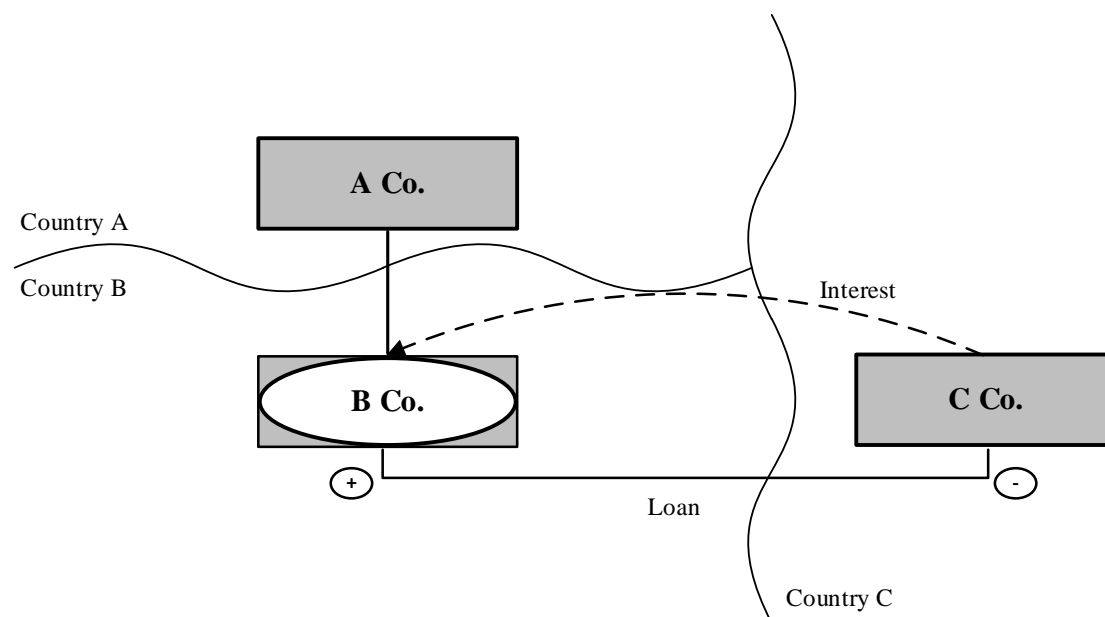 A Co.
Country A
Country B
Interest
B Co.
C Co.
+
-
Loan
Country C